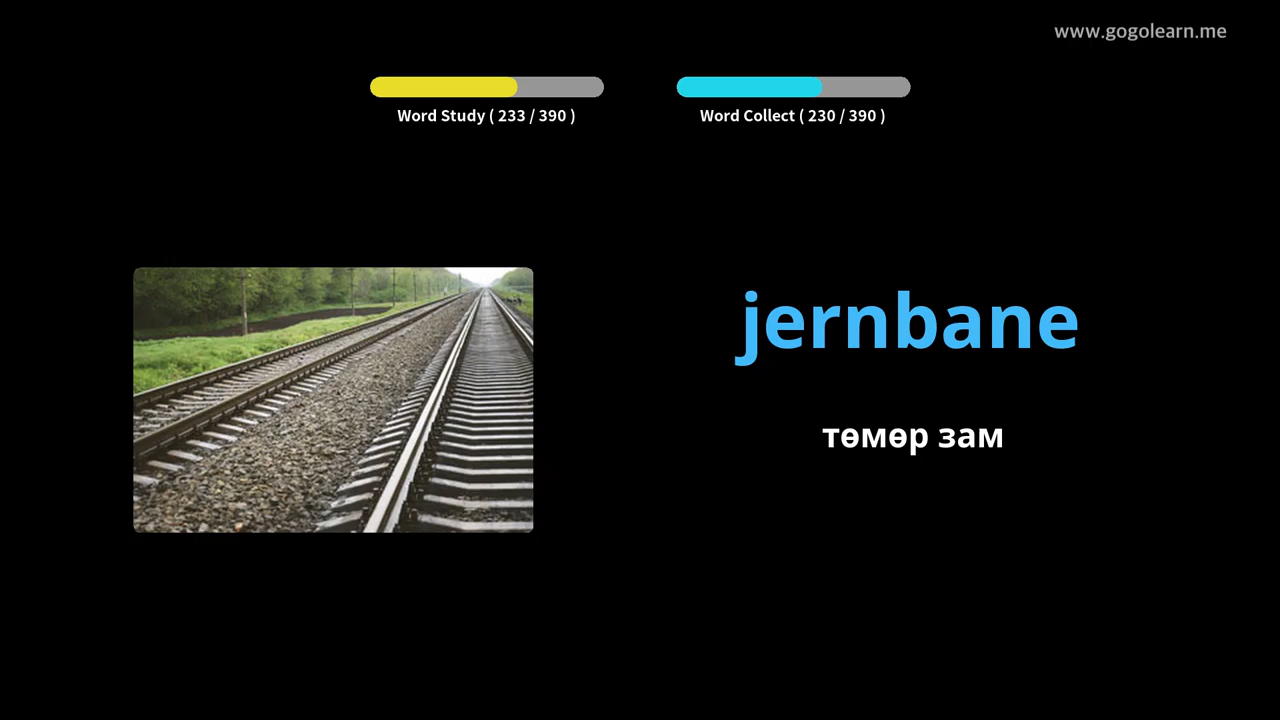 www.gogolearn.me
Word Study ( 233 / 390 )
Word Collect ( 230 / 390 )
jernbane
төмөр зам